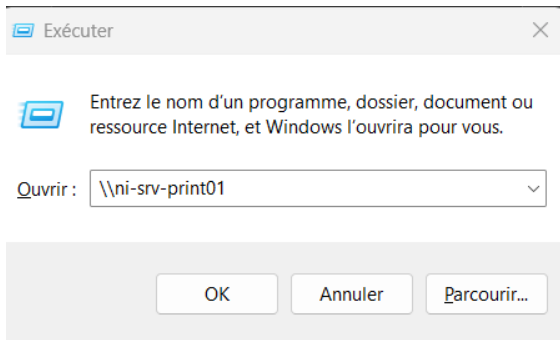 Exécuter
Entrez le nom d’un programme, dossier, document ou
ressource Internet, et Windows l’ouvrira pour vous.
Ouvrir : \\ni-srv-print01
OK Annuler Parcourir...